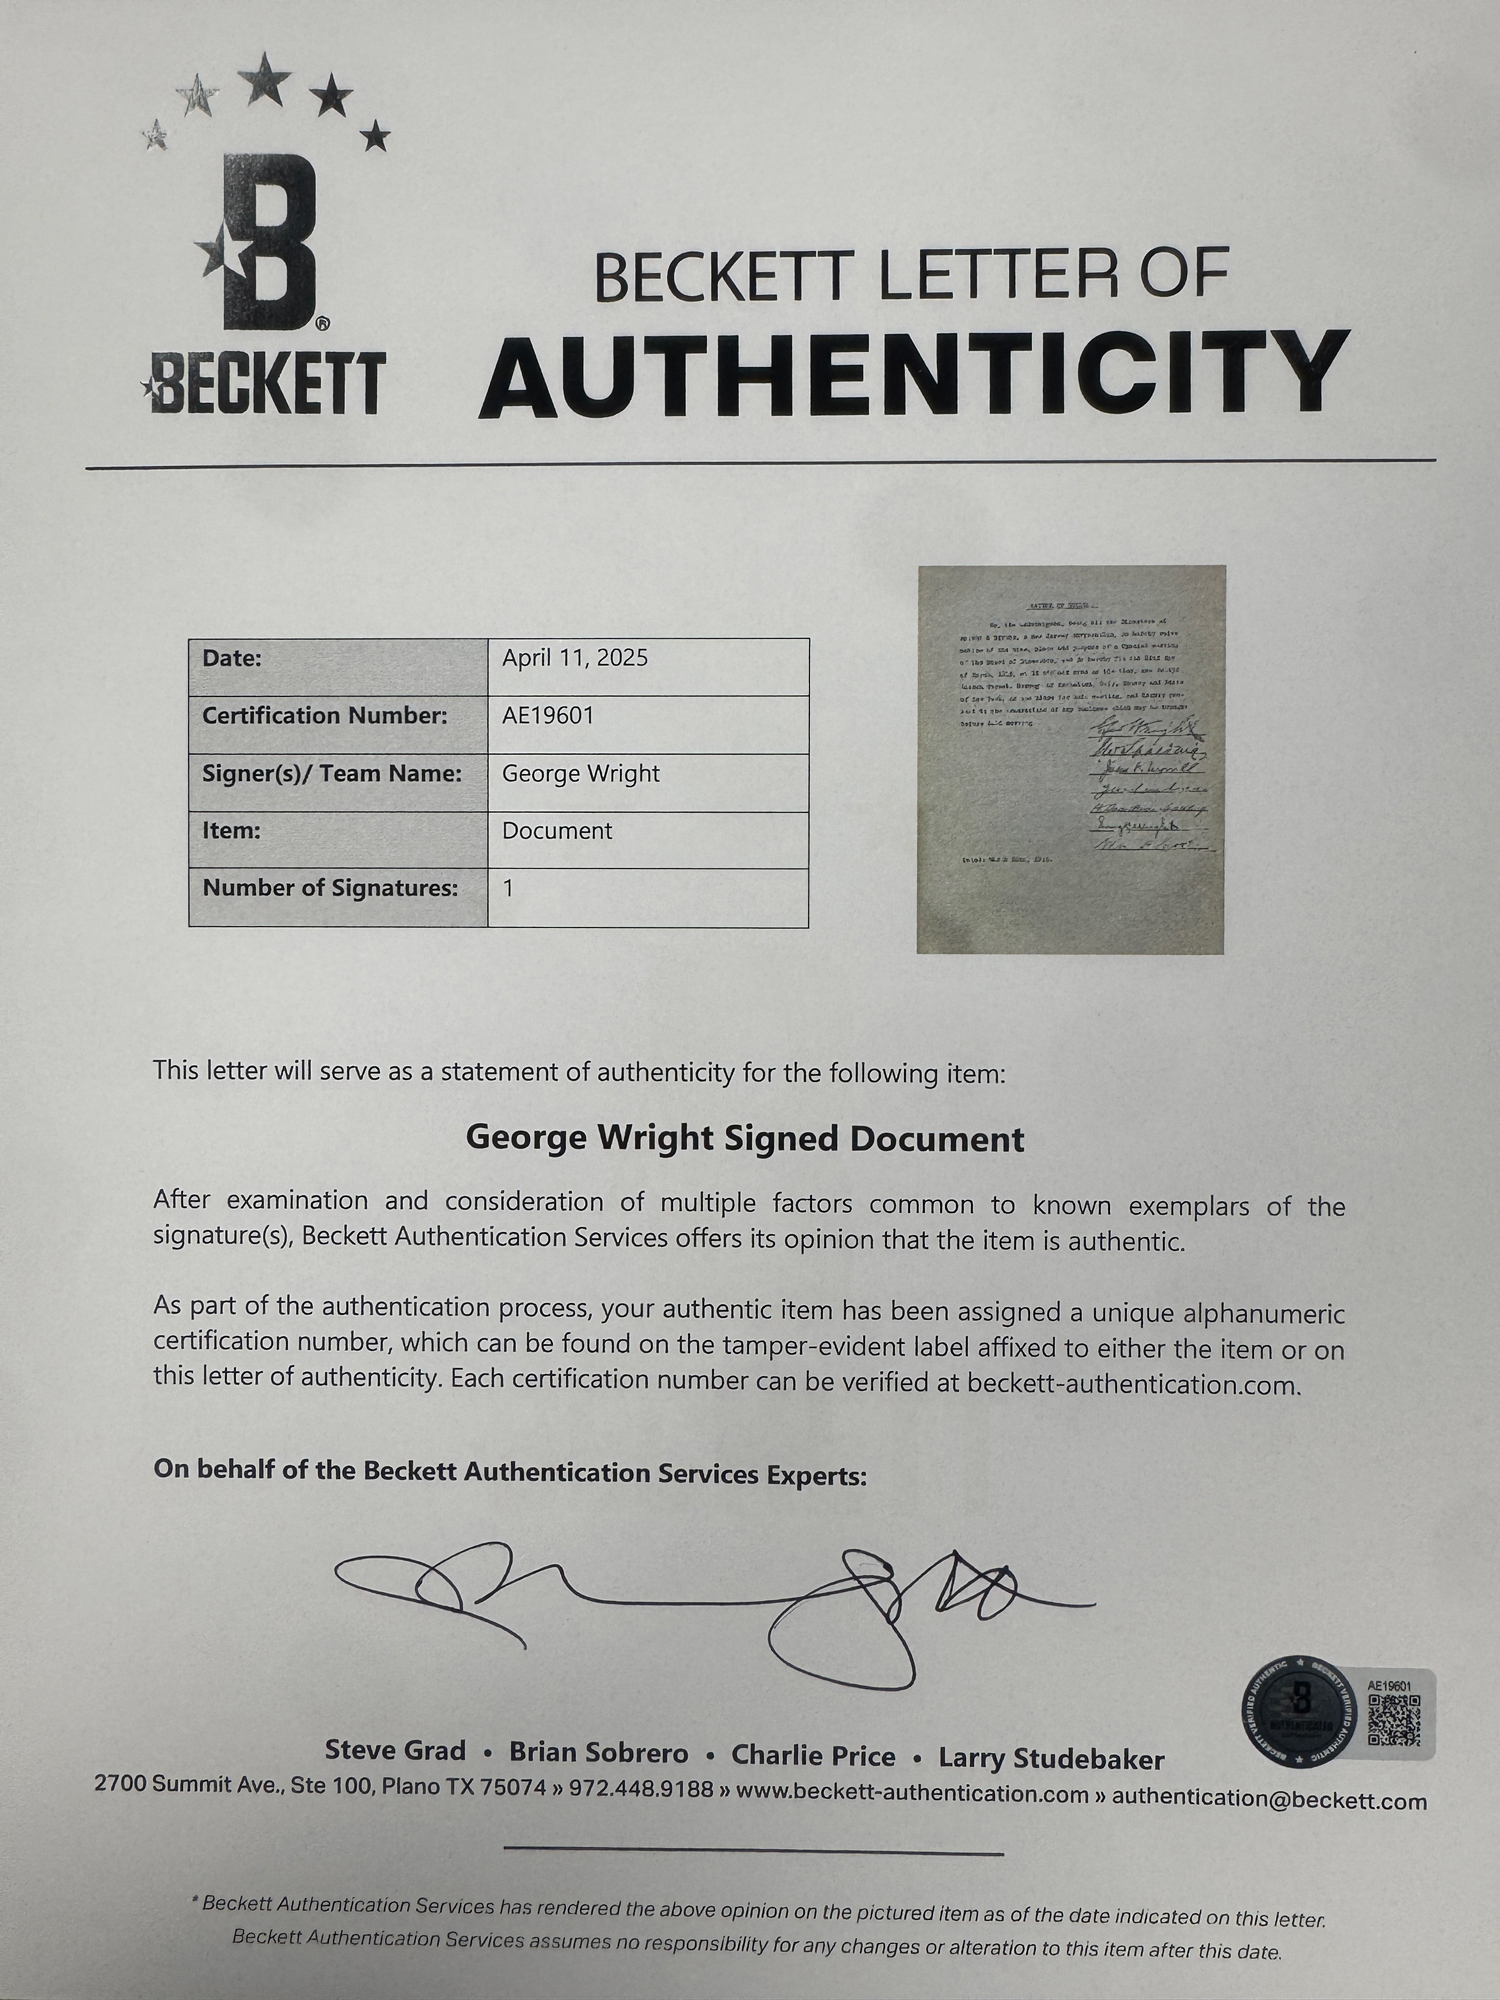 B®
BECKETT
BECKETT LETTER OF
AUTHENTICITY
Date: April 11, 2025
Certification Number: AE19601
Signer(s)/ Team Name: George Wright
Item: Document
Number of Signatures: 1
This letter will serve as a statement of authenticity for the following item:
George Wright Signed Document
After examination and consideration of multiple factors common to known exemplars of the
signature(s), Beckett Authentication Services offers its opinion that the item is authentic.
As part of the authentication process, your authentic item has been assigned a unique alphanumeric
certification number, which can be found on the tamper-evident label affixed to either the item or on
this letter of authenticity. Each certification number can be verified at beckett-authentication.com.
On behalf of the Beckett Authentication Services Experts:
BECKETT VERIFIED AUTHENTIC ★ BECKETT VERIFIED AUTHENTIC ★
B
AE19601
Steve Grad • Brian Sobrero • Charlie Price • Larry Studebaker
2700 Summit Ave., Ste 100, Plano TX 75074 » 972.448.9188 » www.beckett-authentication.com » authentication@beckett.com
* Beckett Authentication Services has rendered the above opinion on the pictured item as of the date indicated on this letter.
Beckett Authentication Services assumes no responsibility for any changes or alteration to this item after this date.